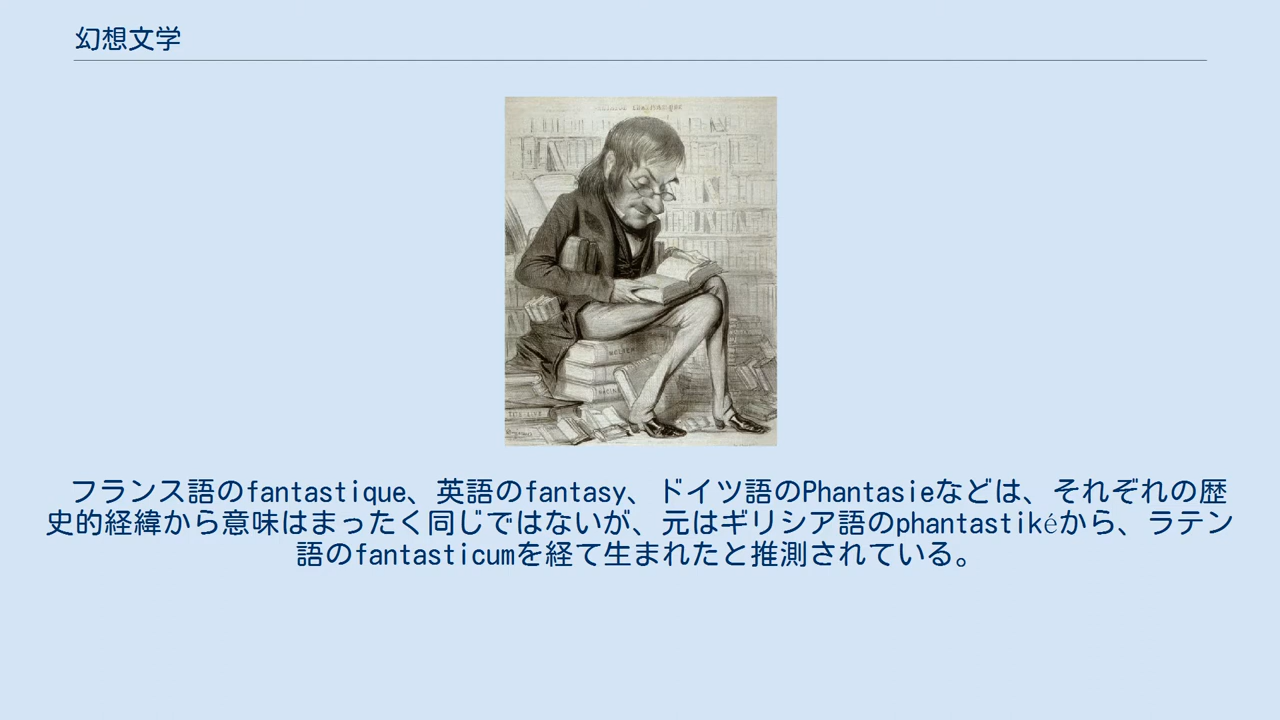 幻想文学
フランス語のfantastique、英語のfantasy、ドイツ語のPhantasieなどは、それぞれの歴
史的経緯から意味はまったく同じではないが、元はギリシア語のphantastikéから、ラテン
語のfantasticumを経て生まれたと推測されている。